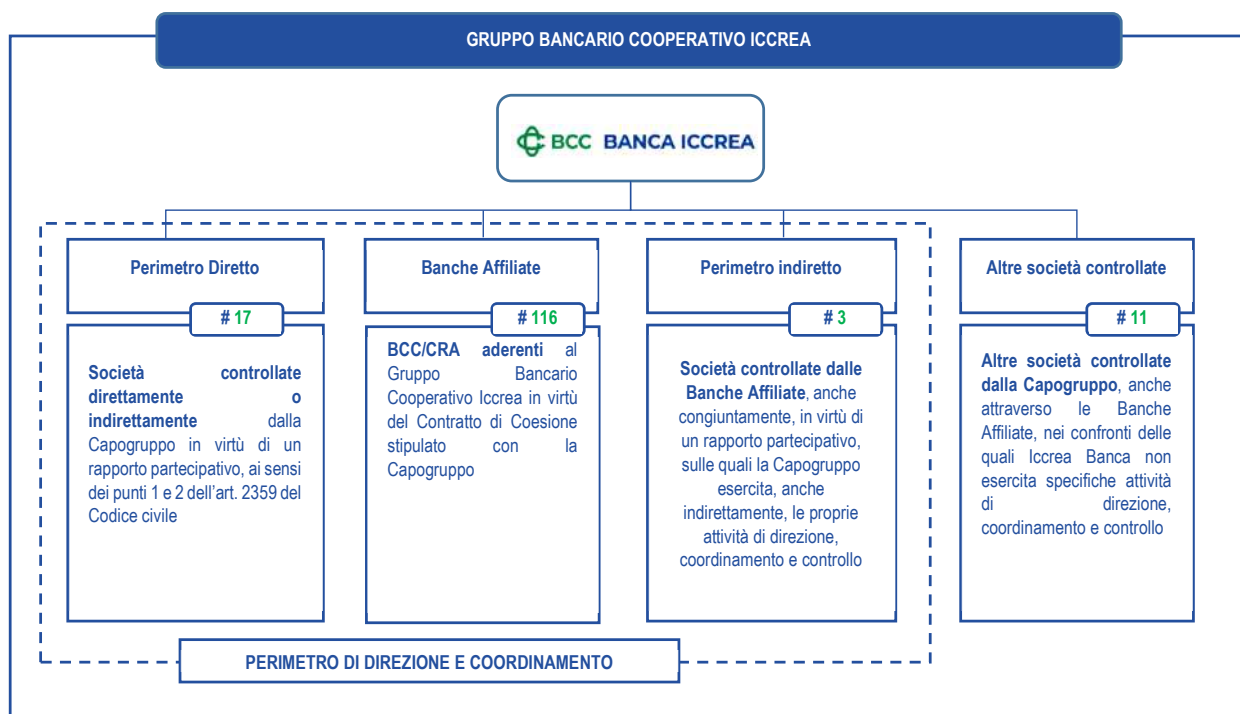 GRUPPO BANCARIO COOPERATIVO ICCREA
BCC BANCA ICCREA
Perimetro Diretto
# 17
Società controllate
direttamente o
indirettamente dalla
Capogruppo in virtù di un
rapporto partecipativo, ai sensi
dei punti 1 e 2 dell'art. 2359 del
Codice civile
Banche Affiliate
# 116
BCC/CRA aderenti al
Gruppo Bancario
Cooperativo Iccrea in virtù
del Contratto di Coesione
stipulato con la
Capogruppo
Perimetro indiretto
# 3
Società controllate dalle
Banche Affiliate, anche
congiuntamente, in virtù di
un rapporto partecipativo,
sulle quali la Capogruppo
esercita, anche
indirettamente, le proprie
attività di direzione,
coordinamento e controllo
Altre società controllate
# 11
Altre società controllate
dalla Capogruppo, anche
attraverso le Banche
Affiliate, nei confronti delle
quali Iccrea Banca non
esercita specifiche attività
di direzione,
coordinamento e controllo
PERIMETRO DI DIREZIONE E COORDINAMENTO